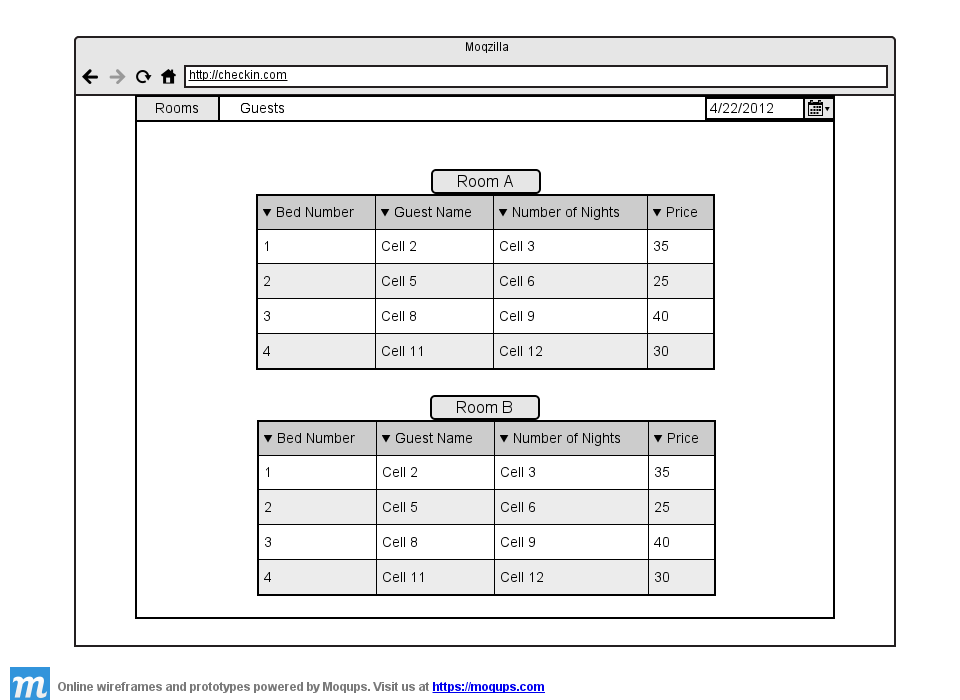 Moqzilla
http://checkin.com
Rooms Guests 4/22/2012
Room A
Bed Number Guest Name Number of Nights Price
1 Cell 2 Cell 3 35
2 Cell 5 Cell 6 25
3 Cell 8 Cell 9 40
4 Cell 11 Cell 12 30
Room B
Bed Number Guest Name Number of Nights Price
1 Cell 2 Cell 3 35
2 Cell 5 Cell 6 25
3 Cell 8 Cell 9 40
4 Cell 11 Cell 12 30
m Online wireframes and prototypes powered by Moqups. Visit us at https://moqups.com